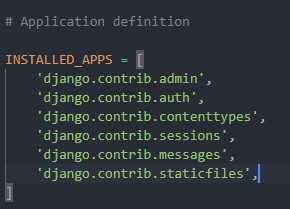 # Application definition
INSTALLED_APPS = [
'django.contrib.admin',
'django.contrib.auth',
'django.contrib.contenttypes',
'django.contrib.sessions',
'django.contrib.messages',
'django.contrib.staticfiles',
]